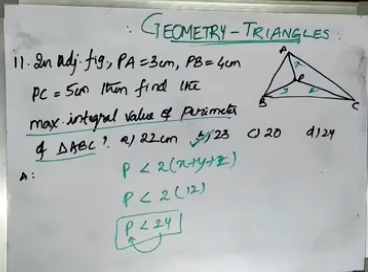 : GEOMETRY - TRIANGLES :
11. In adj. fig., PA = 3cm, PB = 4cm
PC = 5cm then find the
max. integral value of perimeter
of ΔABC? a) 22cm b) 23 c) 20 d) 24
A:
P < 2(x+y+z)
P < 2(12)
P < 24
A
x
P
y
z
B
C